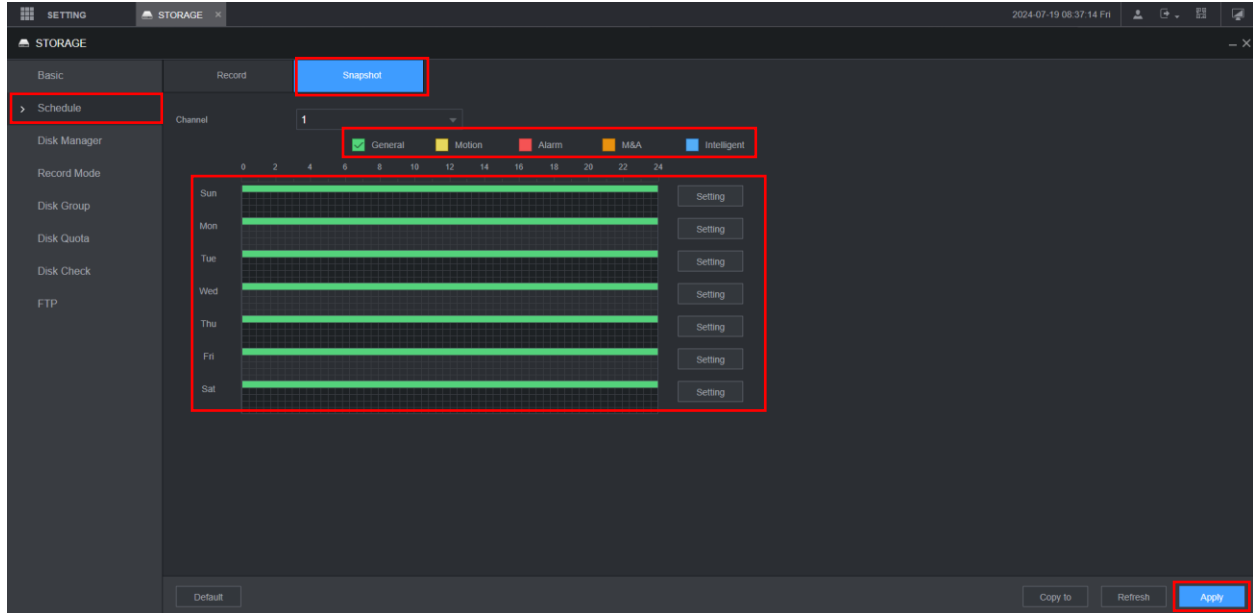 SETTING STORAGE × 2024-07-19 08:37:14 Fri
STORAGE
Basic
Schedule
Disk Manager
Record Mode
Disk Group
Disk Quota
Disk Check
FTP
Record Snapshot
Channel 1
General Motion Alarm M&A Intelligent
0 2 4 6 8 10 12 14 16 18 20 22 24
Sun Setting
Mon Setting
Tue Setting
Wed Setting
Thu Setting
Fri Setting
Sat Setting
Default Copy to Refresh Apply